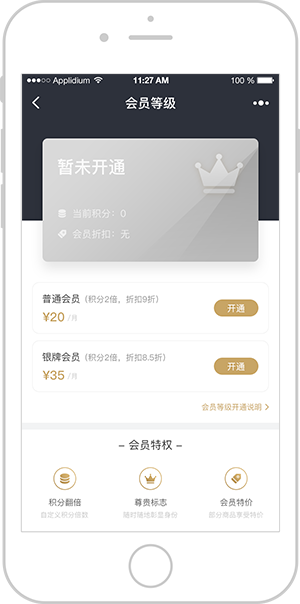 ●●●○○ Applidium 11:27 AM 100 %
会员等级
暂未开通
当前积分：0
会员折扣：无
普通会员（积分2倍，折扣9折）
¥20 /月
开通
银牌会员（积分2倍，折扣8.5折）
¥35 /月
开通
会员等级开通说明 >
– 会员特权 –
积分翻倍 尊贵标志 会员特价
自定义积分倍数 随时随地彰显身份 部分商品享受特价